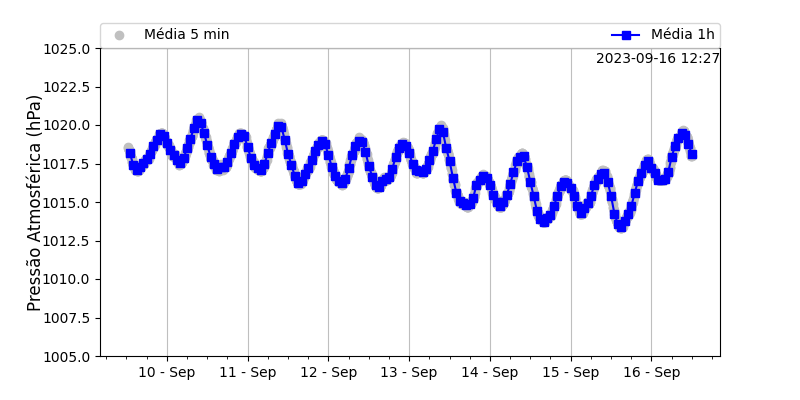 Média 5 min
Média 1h
2023-09-16 12:27
Pressão Atmosférica (hPa)
1025.0
1022.5
1020.0
1017.5
1015.0
1012.5
1010.0
1007.5
1005.0
10 - Sep
11 - Sep
12 - Sep
13 - Sep
14 - Sep
15 - Sep
16 - Sep